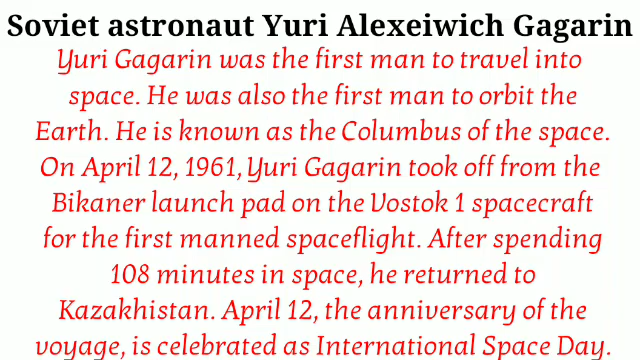 Soviet astronaut Yuri Alexeiwich Gagarin
Yuri Gagarin was the first man to travel into
space. He was also the first man to orbit the
Earth. He is known as the Columbus of the space.
On April 12, 1961, Yuri Gagarin took off from the
Bikaner launch pad on the Vostok 1 spacecraft
for the first manned spaceflight. After spending
108 minutes in space, he returned to
Kazakhistan. April 12, the anniversary of the
voyage, is celebrated as International Space Day.